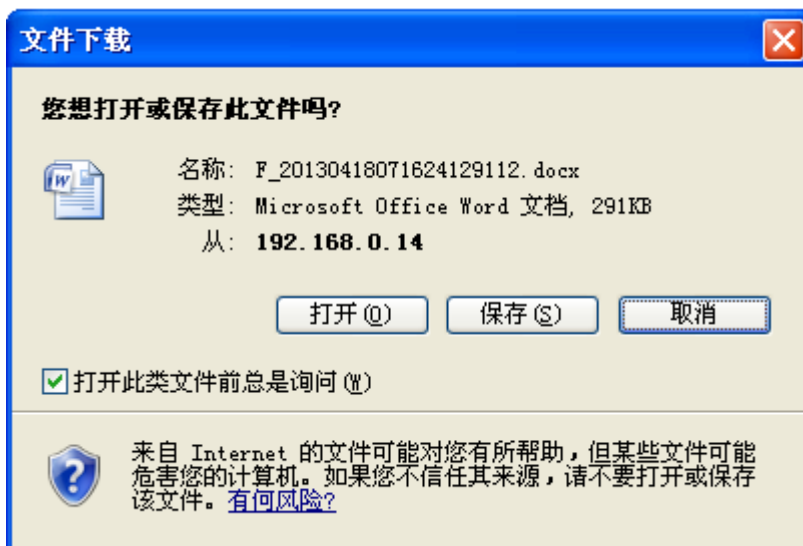 文件下载
您想打开或保存此文件吗?
名称: F_20130418071624129112.docx
类型: Microsoft Office Word 文档, 291KB
从: 192.168.0.14
打开(O) 保存(S) 取消
打开此类文件前总是询问(W)
来自 Internet 的文件可能对您有所帮助,但某些文件可能
危害您的计算机。如果您不信任其来源,请不要打开或保存
该文件。有何风险?